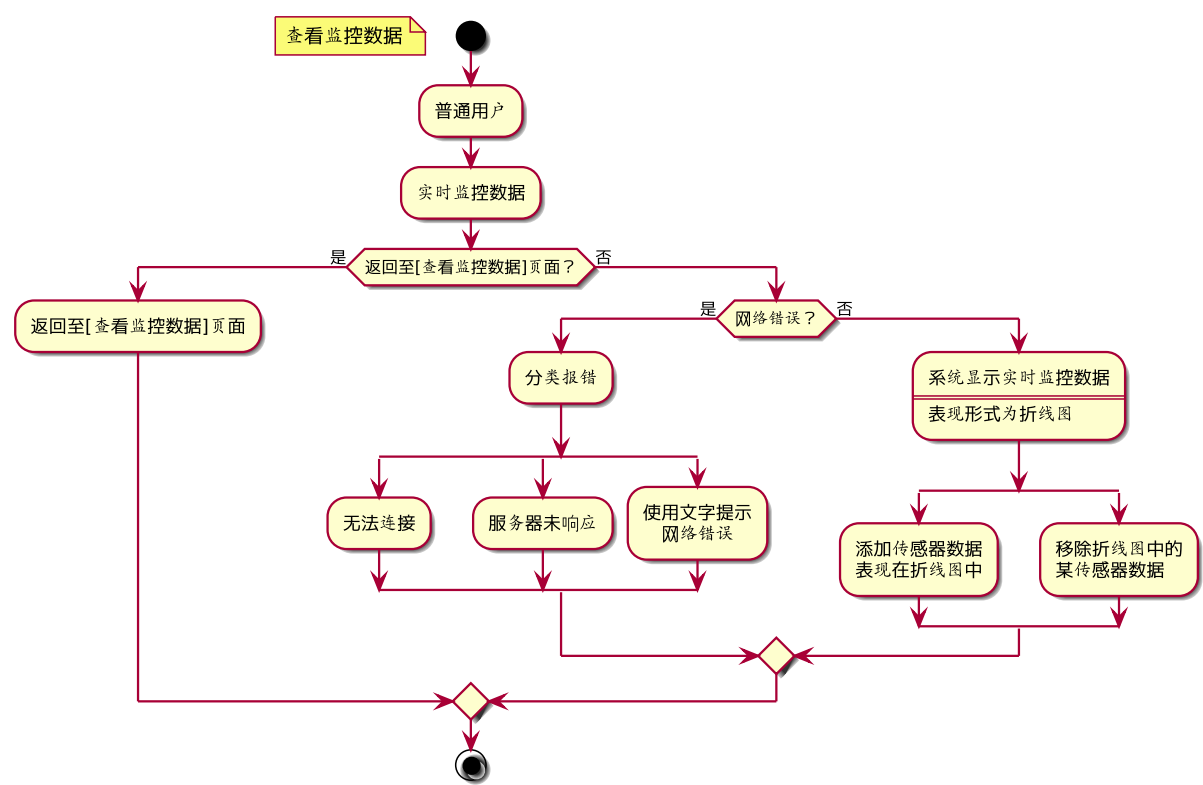 查看监控数据
普通用户
实时监控数据
是
返回至[查看监控数据]页面？
否
返回至[查看监控数据]页面
是
网络错误？
否
分类报错
系统显示实时监控数据
表现形式为折线图
无法连接
服务器未响应
使用文字提示
网络错误
添加传感器数据
表现在折线图中
移除折线图中的
某传感器数据